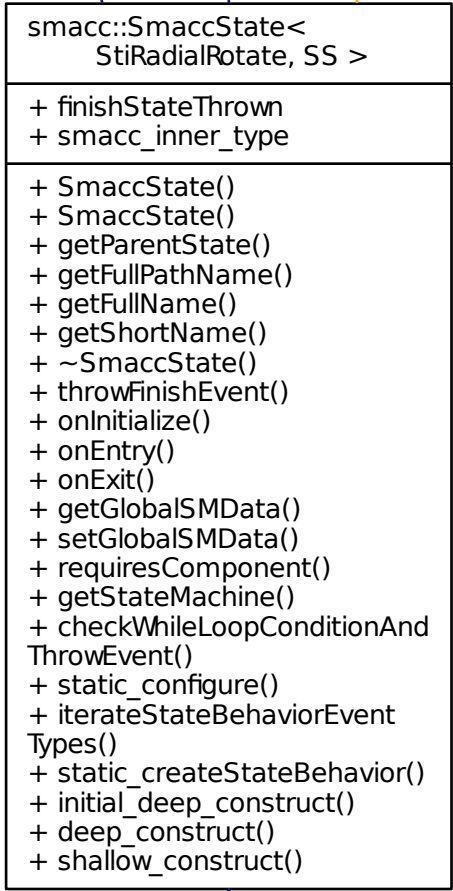 smacc::SmaccState<
StiRadialRotate, SS >
+ finishStateThrown
+ smacc_inner_type
+ SmaccState()
+ SmaccState()
+ getParentState()
+ getFullPathName()
+ getFullName()
+ getShortName()
+ ~SmaccState()
+ throwFinishEvent()
+ onInitialize()
+ onEntry()
+ onExit()
+ getGlobalSMData()
+ setGlobalSMData()
+ requiresComponent()
+ getStateMachine()
+ checkWhileLoopConditionAnd
ThrowEvent()
+ static_configure()
+ iterateStateBehaviorEvent
Types()
+ static_createStateBehavior()
+ initial_deep_construct()
+ deep_construct()
+ shallow_construct()